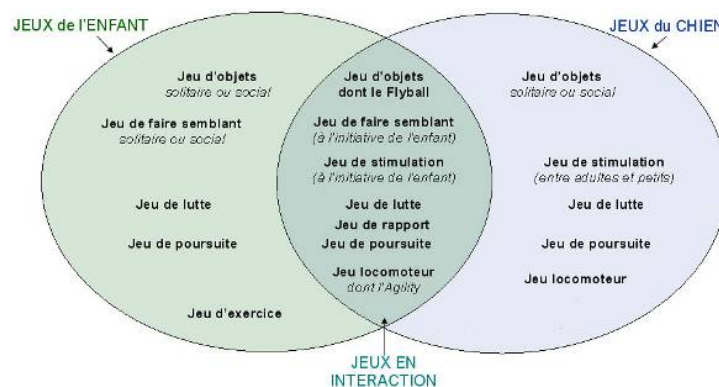 JEUX de l'ENFANT
JEUX du CHIEN
Jeu d'objets
solitaire ou social
Jeu de faire semblant
solitaire ou social
Jeu de lutte
Jeu de poursuite
Jeu d'exercice
Jeu d'objets
dont le Flyball
Jeu de faire semblant
(à l'initiative de l'enfant)
Jeu de stimulation
(à l'initiative de l'enfant)
Jeu de lutte
Jeu de rapport
Jeu de poursuite
Jeu locomoteur
dont l'Agility
Jeu d'objets
solitaire ou social
Jeu de stimulation
(entre adultes et petits)
Jeu de lutte
Jeu de poursuite
Jeu locomoteur
JEUX EN
INTERACTION